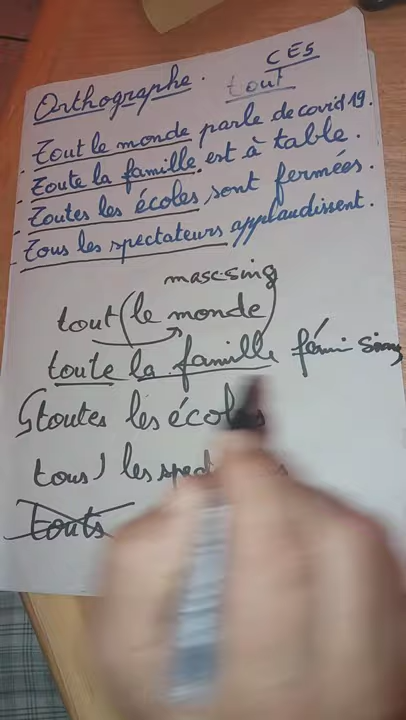 CE5
Orthographe.
tout
- Tout le monde parle de covid 19.
- Toute la famille est à table.
- Toutes les écoles sont fermées.
- Tous les spectateurs applaudissent.
masc sing
tout (le monde)
toute la famille fémi sing
toutes les écoles
tous) les
touts